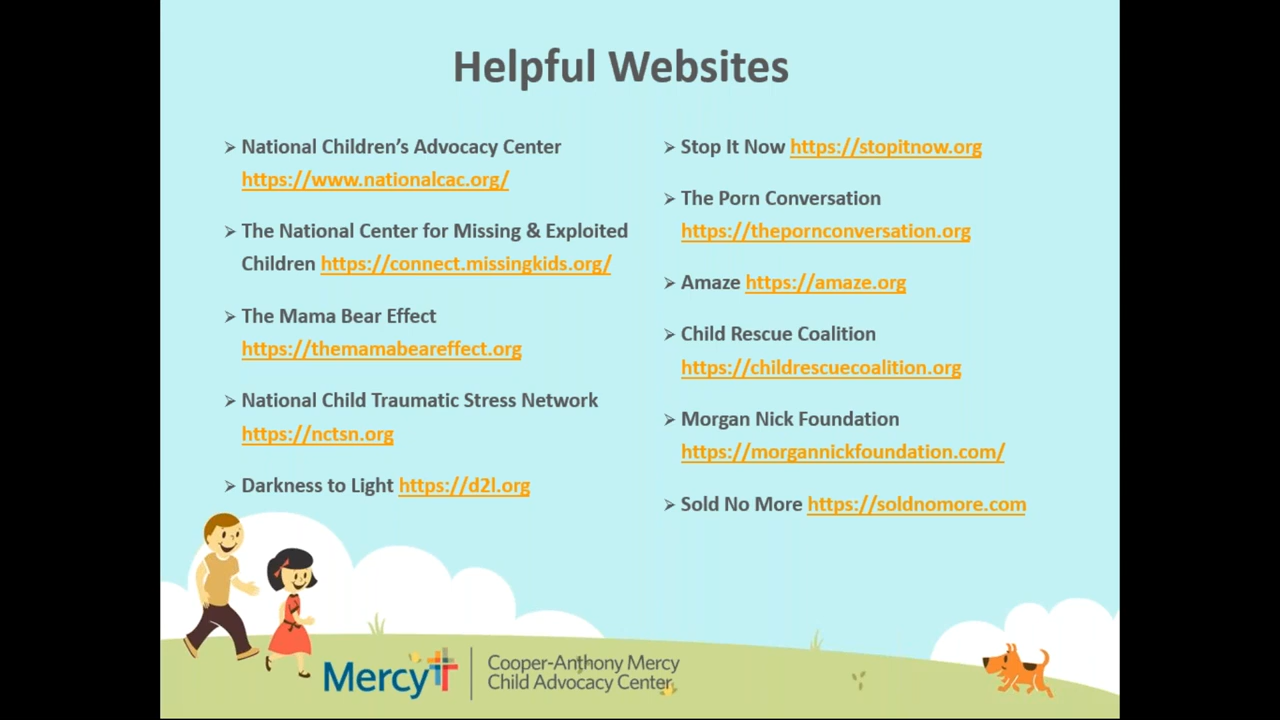 Helpful Websites
➢ National Children’s Advocacy Center
https://www.nationalcac.org/
➢ The National Center for Missing & Exploited
Children https://connect.missingkids.org/
➢ The Mama Bear Effect
https://themamabeareffect.org
➢ National Child Traumatic Stress Network
https://nctsn.org
➢ Darkness to Light https://d2l.org
➢ Stop It Now https://stopitnow.org
➢ The Porn Conversation
https://thepornconversation.org
➢ Amaze https://amaze.org
➢ Child Rescue Coalition
https://childrescuecoalition.org
➢ Morgan Nick Foundation
https://morgannickfoundation.com/
➢ Sold No More https://soldnomore.com
Mercy
Cooper-Anthony Mercy
Child Advocacy Center